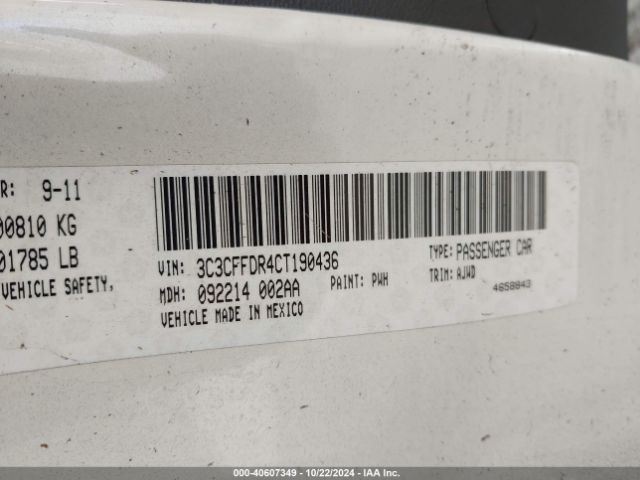 R: 9-11
00810 KG
01785 LB
VEHICLE SAFETY,
VIN: 3C3CFFDR4CT190436
TYPE: PASSENGER CAR
MDH: 092214 002AA
PAINT: PWH
TRIM: AJWD
VEHICLE MADE IN MEXICO
4658843
000-40607349 - 10/22/2024 - IAA Inc.